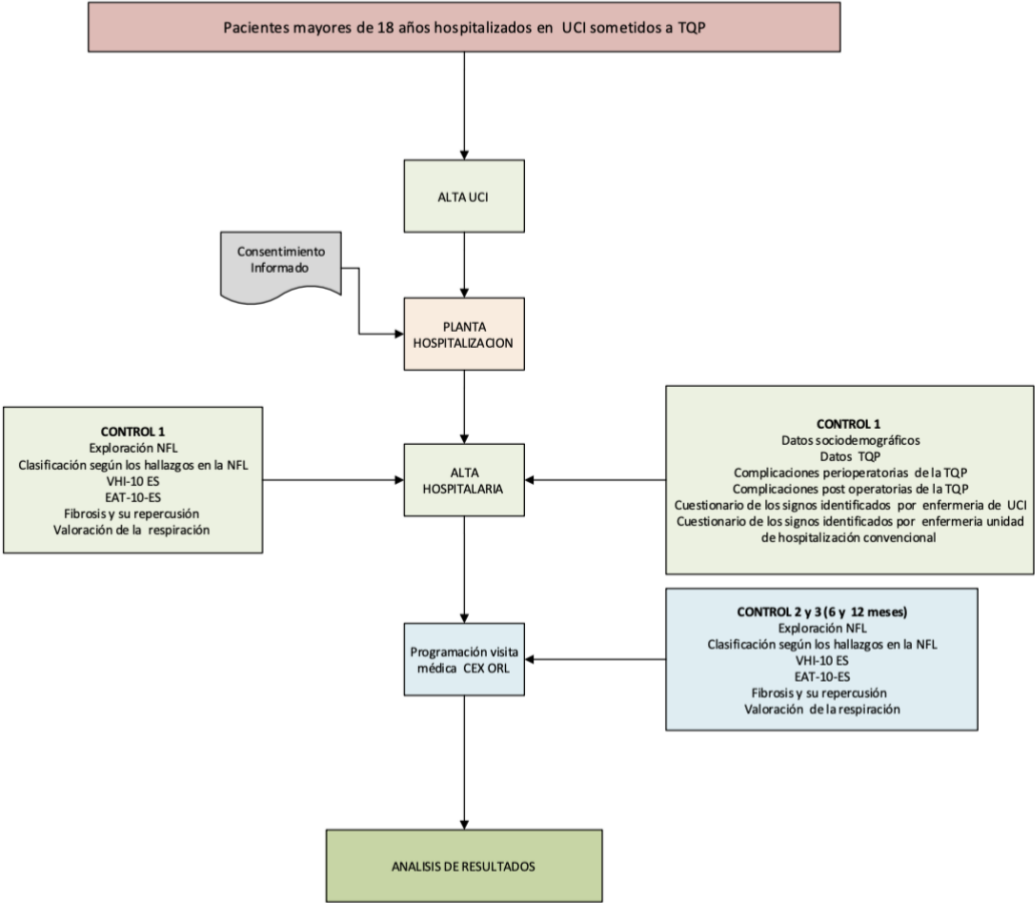 Pacientes mayores de 18 años hospitalizados en UCI sometidos a TQP
ALTA UCI
Consentimiento
Informado
PLANTA
HOSPITALIZACION
CONTROL 1
Exploración NFL
Clasificación según los hallazgos en la NFL
VHI-10 ES
EAT-10-ES
Fibrosis y su repercusión
Valoración de la respiración
ALTA
HOSPITALARIA
CONTROL 1
Datos sociodemográficos
Datos TQP
Complicaciones perioperatorias de la TQP
Complicaciones post operatorias de la TQP
Cuestionario de los signos identificados por enfermeria de UCI
Cuestionario de los signos identificados por enfermeria unidad
de hospitalización convencional
Programación visita
médica CEX ORL
CONTROL 2 y 3 (6 y 12 meses)
Exploración NFL
Clasificación según los hallazgos en la NFL
VHI-10 ES
EAT-10-ES
Fibrosis y su repercusión
Valoración de la respiración
ANALISIS DE RESULTADOS